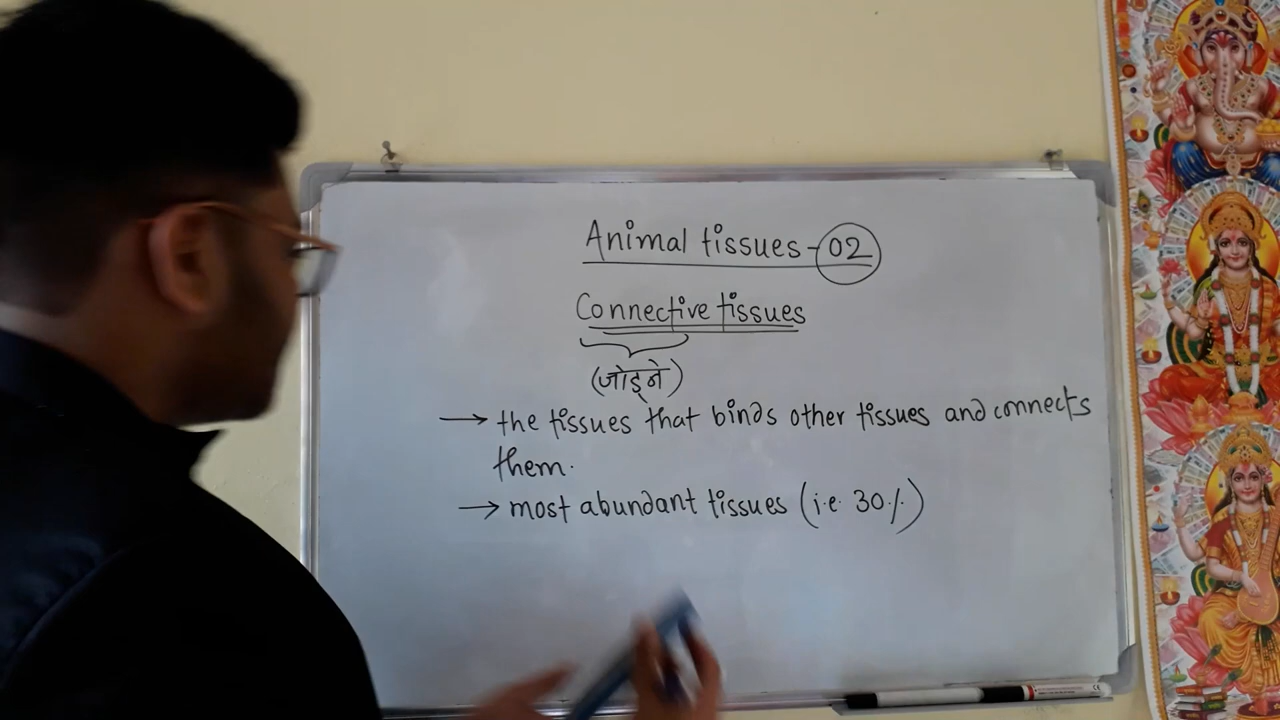 Animal tissues-02
Connective tissues
(जोड़ने)
→ the tissues that binds other tissues and connects
them.
→ most abundant tissues (i.e. 30%)